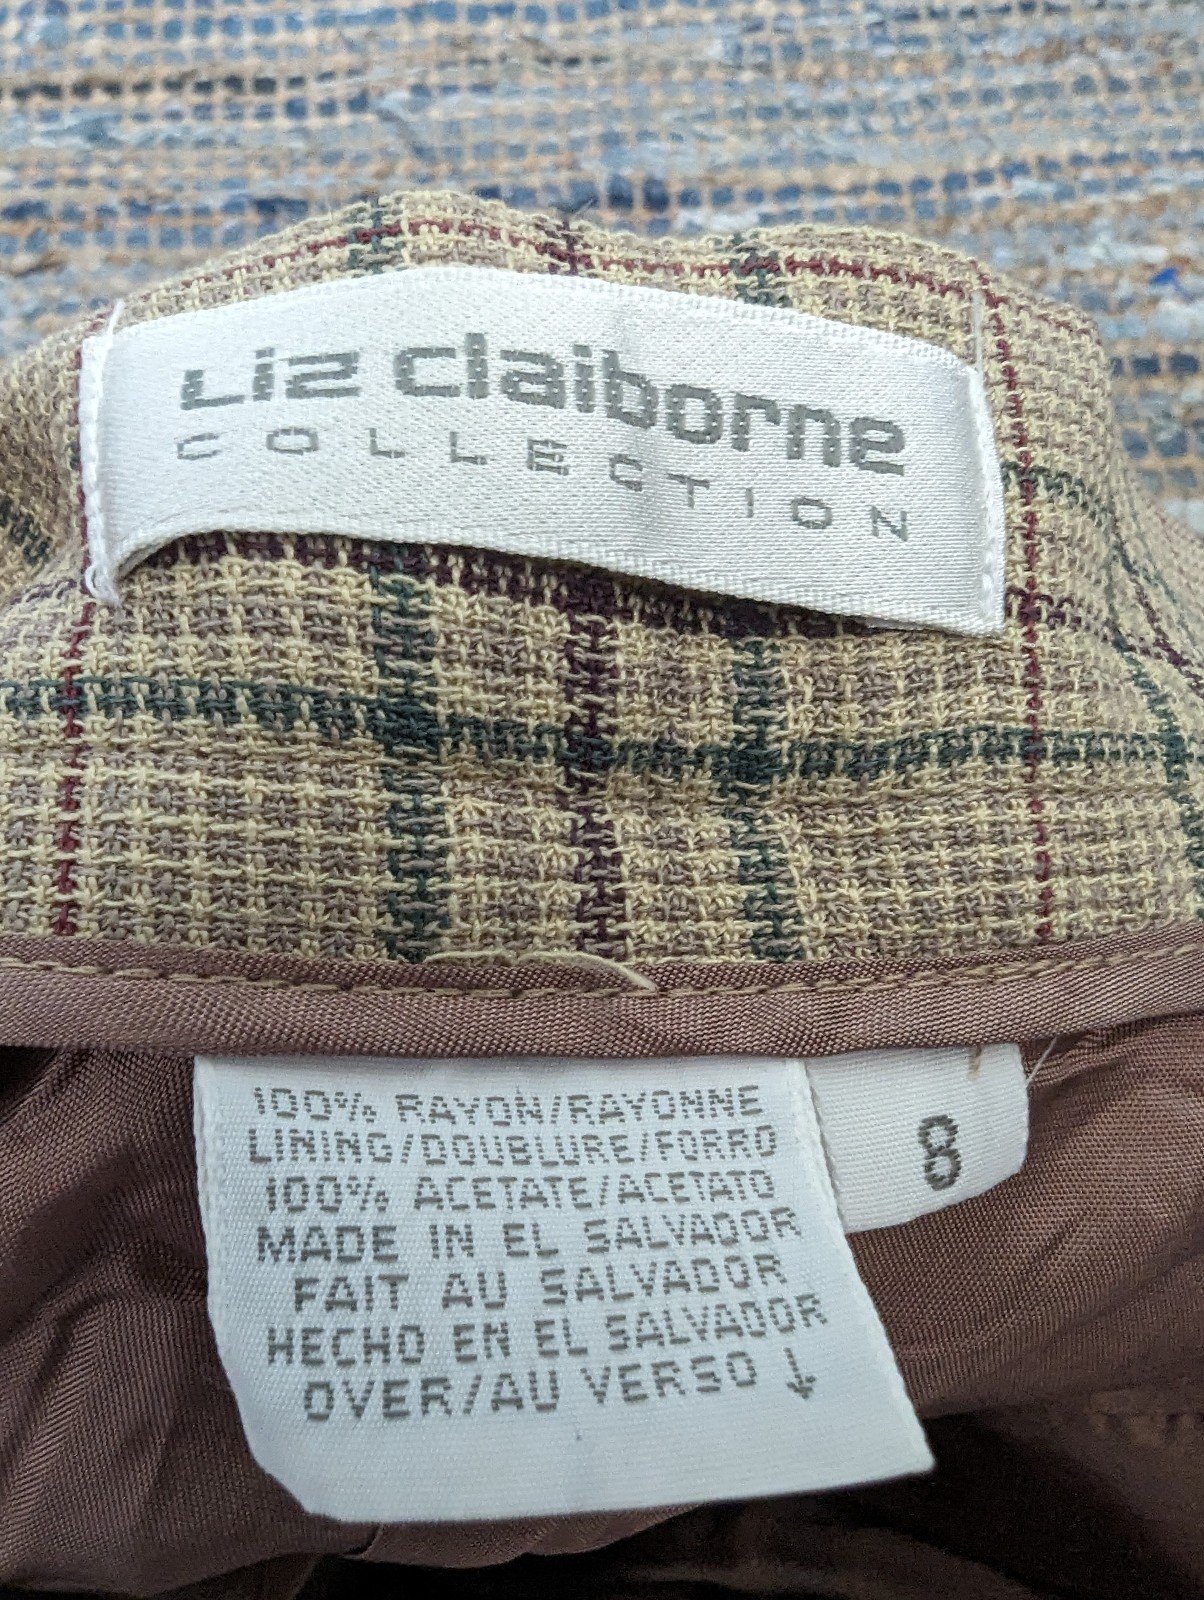 Liz claiborne
COLLECTION
100% RAYON/RAYONNE
LINING/DOUBLURE/FORRO
100% ACETATE/ACETATO
MADE IN EL SALVADOR
FAIT AU SALVADOR
HECHO EN EL SALVADOR
OVER/AU VERSO ↓
8